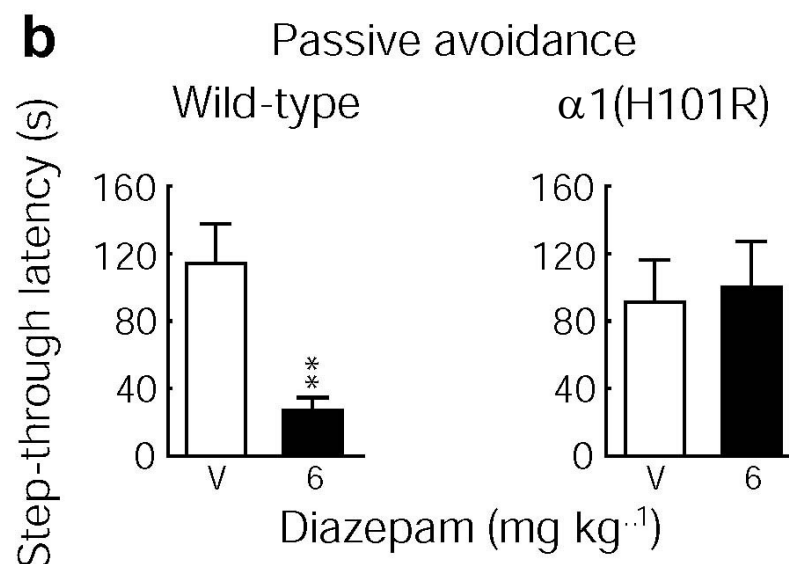 b
Passive avoidance
Wild-type
α1(H101R)
Step-through latency (s)
160
120
80
40
0
**
V
6
160
120
80
40
0
V
6
Diazepam (mg kg⁻¹)